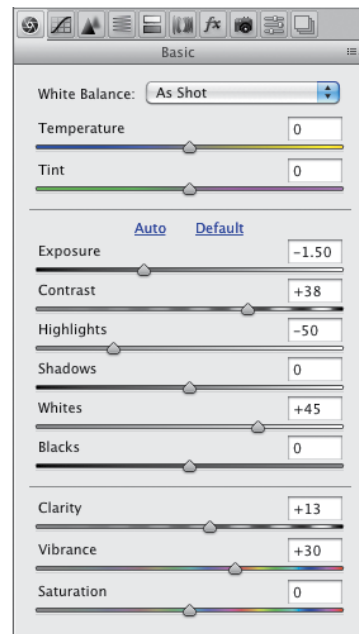 fx
Basic
White Balance: As Shot
Temperature 0
Tint 0
Auto Default
Exposure −1.50
Contrast +38
Highlights −50
Shadows 0
Whites +45
Blacks 0
Clarity +13
Vibrance +30
Saturation 0